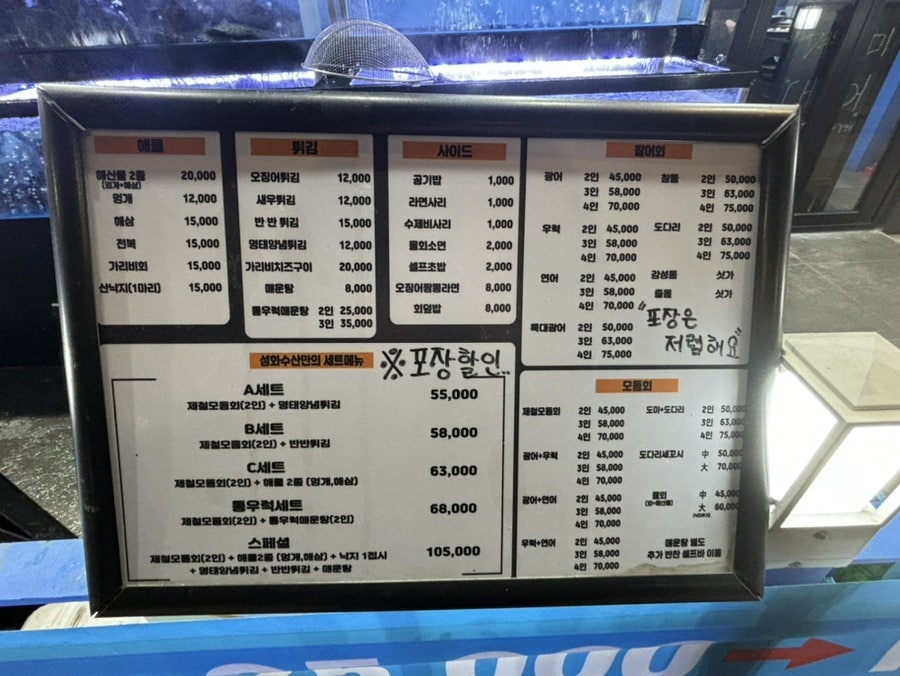 해물
해산물 2종 20,000
(멍게+해삼)
멍게 12,000
해삼 15,000
전복 15,000
가리비회 15,000
산낙지(1마리) 15,000
튀김
오징어튀김 12,000
새우튀김 12,000
반 반 튀김 15,000
명태양념튀김 12,000
가리비치즈구이 20,000
매운탕 8,000
통우럭매운탕 2인 25,000
3인 35,000
사이드
공기밥 1,000
라면사리 1,000
수제비사리 1,000
물회소면 2,000
셀프초밥 2,000
오징어짬뽕라면 8,000
회덮밥 8,000
활어회
광어 2인 45,000
3인 58,000
4인 70,000
우럭 2인 45,000
3인 58,000
4인 70,000
연어 2인 45,000
3인 58,000
4인 70,000
특대광어 2인 50,000
3인 63,000
4인 75,000
참돔 2인 50,000
3인 63,000
4인 75,000
도다리 2인 50,000
3인 63,000
4인 75,000
감성돔 싯가
줄돔 싯가
"포장은
저렴해요"
성화수산만의 세트메뉴
※포장할인..
A세트 55,000
제철모듬회(2인) + 명태양념튀김
B세트 58,000
제철모듬회(2인) + 반반튀김
C세트 63,000
제철모듬회(2인) + 해물 2종 (멍게,해삼)
통우럭세트 68,000
제철모듬회(2인) + 통우럭매운탕(2인)
스페셜 105,000
제철모듬회(2인) + 해물2종 (멍게,해삼) + 낙지 1접시
+ 명태양념튀김 + 반반튀김 + 매운탕
모듬회
제철모듬회 2인 45,000
3인 58,000
4인 70,000
광어+우럭 2인 45,000
3인 58,000
4인 70,000
광어+연어 2인 45,000
3인 58,000
4인 70,000
우럭+연어 2인 45,000
3인 58,000
4인 70,000
도미+도다리 2인 50,000
3인 63,000
4인 75,000
도다리세꼬시 中 50,000
大 70,000
물회 中 45,000
(회+해산물) 大 60,000
매운탕 별도
추가 반찬 셀프바 이용